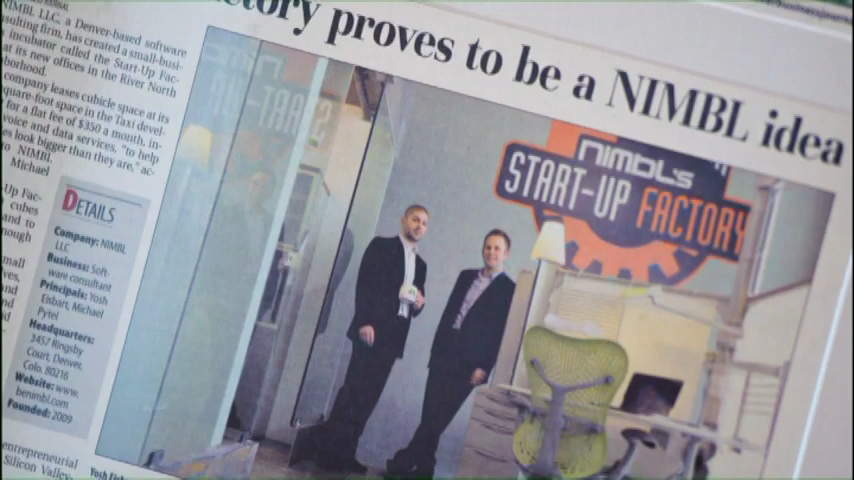 ctory proves to be a NIMBL idea
NIMBL LLC, a Denver-based software
sulting firm, has created a small-busi-
s incubator called the Start-Up Fac-
at its new offices in the River North
borhood.
company leases cubicle space at its
quare-foot space in the Taxi devel-
for a flat fee of $350 a month, in-
voice and data services, "to help
es look bigger than they are," ac-
to NIMBL
Michael
-Up Fac-
cubes
and to
nough
mall
ves,
and
nd
id
DETAILS
Company: NIMBL
LLC
Business: Soft-
ware consultant
Principals: Yosh
Eisbart, Michael
Pytel
Headquarters:
3457 Ringsby
Court, Denver,
Colo. 80216
Website: www.
benimbl.com
Founded: 2009
entrepreneurial
Silicon Valley,
NIMBL'S
START-UP FACTORY
Yosh